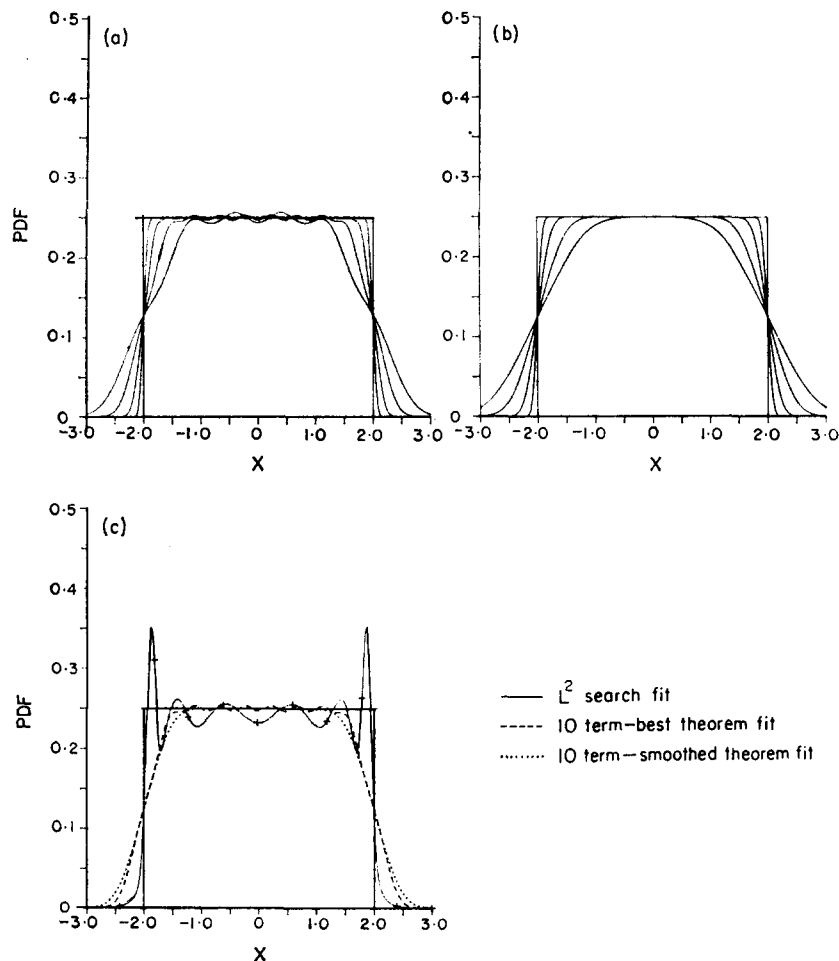 (a)
0·5
0·4
0·3
0·2
0·1
0
PDF
-3·0 -2·0 -1·0 0 1·0 2·0 3·0
X
(b)
0·5
0·4
0·3
0·2
0·1
0
-3·0 -2·0 -1·0 0 1·0 2·0 3·0
X
(c)
0·5
0·4
0·3
0·2
0·1
0
PDF
-3·0 -2·0 -1·0 0 1·0 2·0 3·0
X
L² search fit
10 term-best theorem fit
10 term-smoothed theorem fit